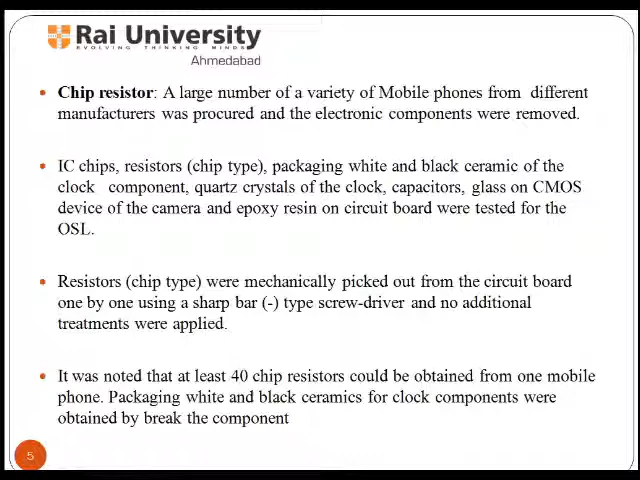 Rai University
EVOLVING THINKING MINDS
Ahmedabad
• Chip resistor: A large number of a variety of Mobile phones from different
manufacturers was procured and the electronic components were removed.
• IC chips, resistors (chip type), packaging white and black ceramic of the
clock component, quartz crystals of the clock, capacitors, glass on CMOS
device of the camera and epoxy resin on circuit board were tested for the
OSL.
• Resistors (chip type) were mechanically picked out from the circuit board
one by one using a sharp bar (-) type screw-driver and no additional
treatments were applied.
• It was noted that at least 40 chip resistors could be obtained from one mobile
phone. Packaging white and black ceramics for clock components were
obtained by break the component
5